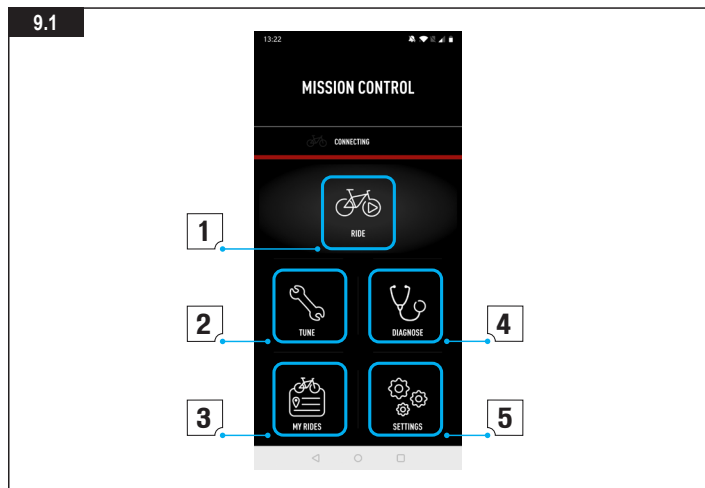 9.1
13:22
MISSION CONTROL
CONNECTING
1
RIDE
2
TUNE
DIAGNOSE
4
3
MY RIDES
SETTINGS
5